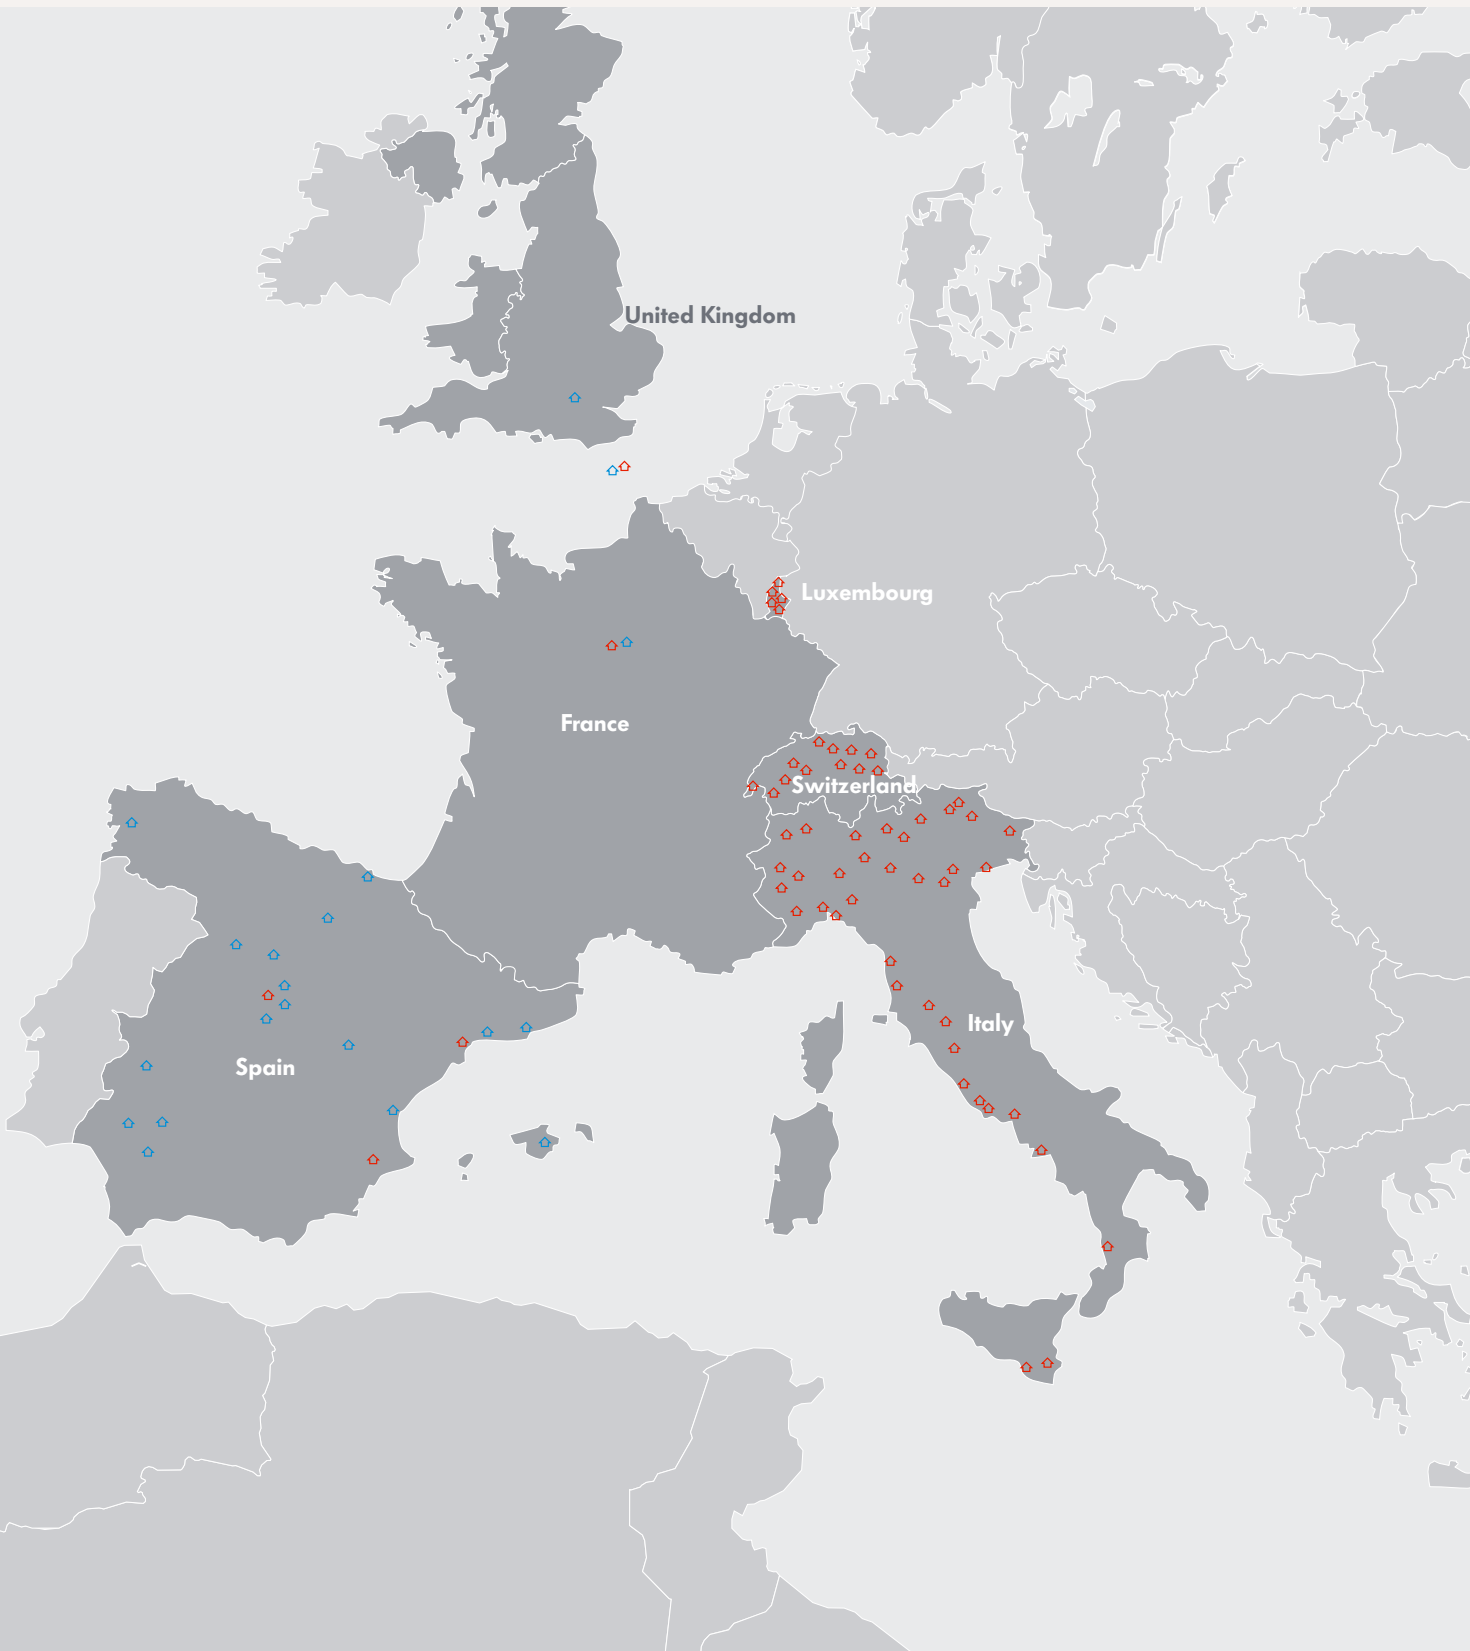 United Kingdom
Luxembourg
France
Switzerland
Italy
Spain